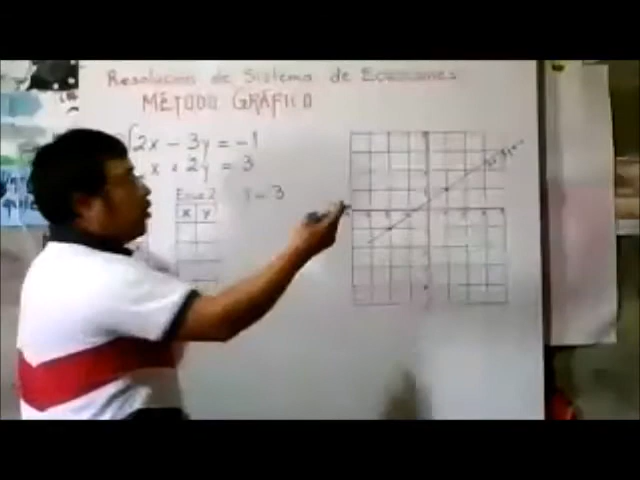 Resolución de Sistema de Ecuaciones
MÉTODO GRÁFICO
2x - 3y = -1
x + 2y = 3
Ecua 2
x y